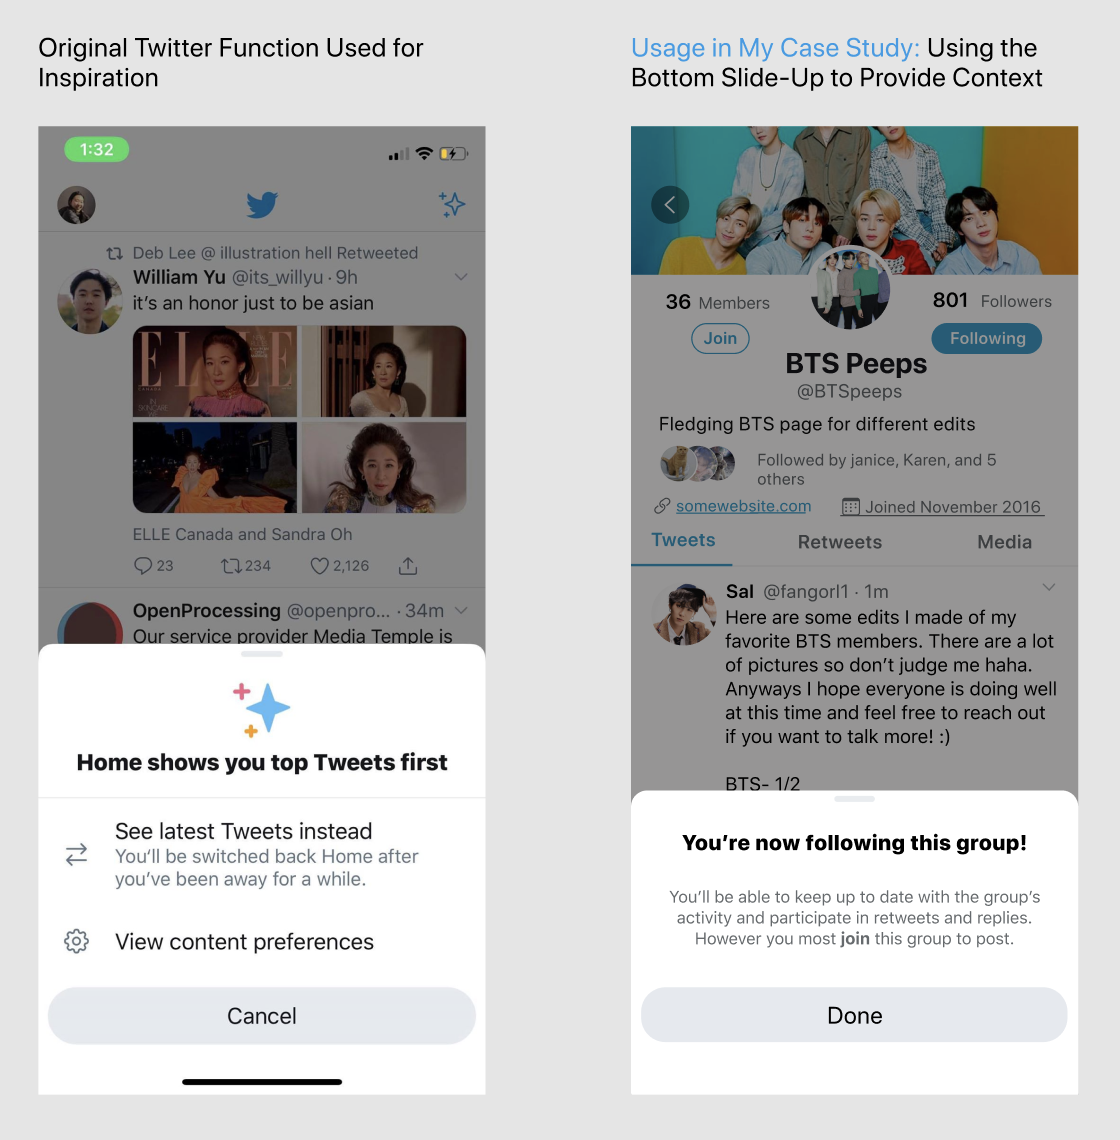 Original Twitter Function Used for
Inspiration
Usage in My Case Study: Using the
Bottom Slide-Up to Provide Context
1:32
Deb Lee @ illustration hell Retweeted
William Yu @its_willyu · 9h
it's an honor just to be asian
ELLE
ELLE Canada and Sandra Oh
23 234 2,126
OpenProcessing @openpro... · 34m
Our service provider Media Temple is
Home shows you top Tweets first
See latest Tweets instead
You'll be switched back Home after
you've been away for a while.
View content preferences
Cancel
36 Members
801 Followers
Join
Following
BTS Peeps
@BTSpeeps
Fledging BTS page for different edits
Followed by janice, Karen, and 5
others
somewebsite.com
Joined November 2016
Tweets Retweets Media
Sal @fangorl1 · 1m
Here are some edits I made of my
favorite BTS members. There are a lot
of pictures so don't judge me haha.
Anyways I hope everyone is doing well
at this time and feel free to reach out
if you want to talk more! :)
BTS- 1/2
You're now following this group!
You'll be able to keep up to date with the group's
activity and participate in retweets and replies.
However you most join this group to post.
Done